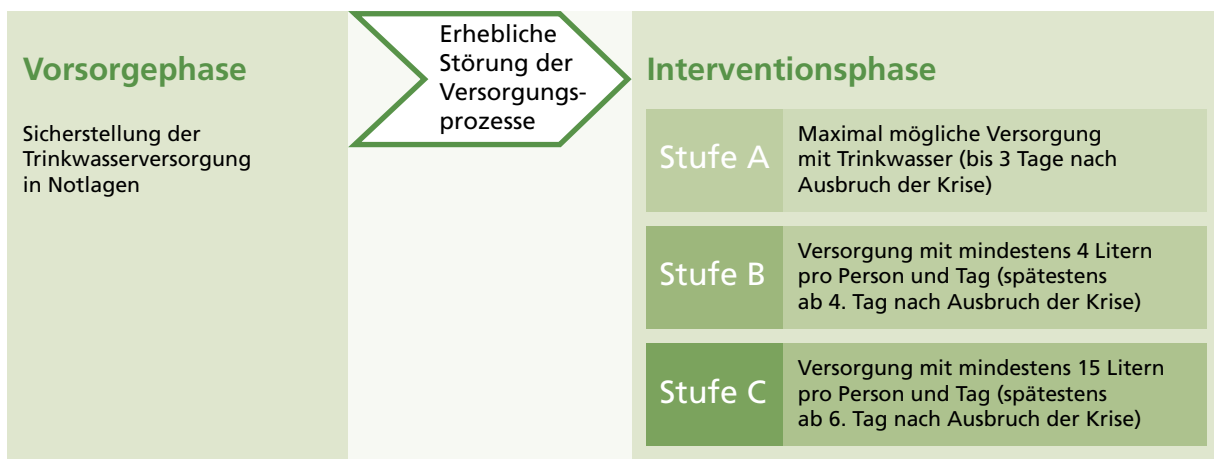 Vorsorgephase
Sicherstellung der
Trinkwasserversorgung
in Notlagen
Erhebliche
Störung der
Versorgungs-
prozesse
Interventionsphase
Stufe A
Maximal mögliche Versorgung
mit Trinkwasser (bis 3 Tage nach
Ausbruch der Krise)
Stufe B
Versorgung mit mindestens 4 Litern
pro Person und Tag (spätestens
ab 4. Tag nach Ausbruch der Krise)
Stufe C
Versorgung mit mindestens 15 Litern
pro Person und Tag (spätestens
ab 6. Tag nach Ausbruch der Krise)